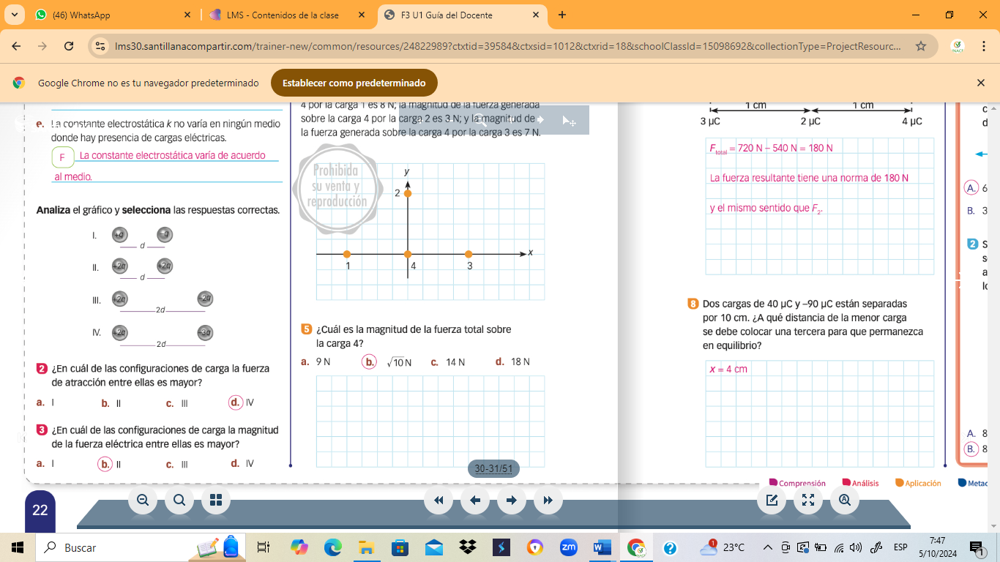 (46) WhatsApp
LMS - Contenidos de la clase
F3 U1 Guía del Docente
lms30.santillanacompartir.com/trainer-new/common/resources/24822989?ctxtid=39584&ctxsid=1012&ctxrid=18&schoolClassId=15098692&collectionType=ProjectResourc...
Google Chrome no es tu navegador predeterminado
Establecer como predeterminado
e. La constante electrostática k no varía en ningún medio
donde hay presencia de cargas eléctricas.
F La constante electrostática varía de acuerdo
al medio.
Analiza el gráfico y selecciona las respuestas correctas.
I. +q -q
d
II. +2q +2q
d
III. +2q -2q
2d
IV. +2q -3q
2d
2 ¿En cuál de las configuraciones de carga la fuerza
de atracción entre ellas es mayor?
a. I b. II c. III d. IV
3 ¿En cuál de las configuraciones de carga la magnitud
de la fuerza eléctrica entre ellas es mayor?
a. I b. II c. III d. IV
22
4 por la carga 1 es 8 N; la magnitud de la fuerza generada
sobre la carga 4 por la carga 2 es 3 N; y la magnitud de
la fuerza generada sobre la carga 4 por la carga 3 es 7 N.
Prohibida
su venta y
reproducción
y
2
x
1 4 3
5 ¿Cuál es la magnitud de la fuerza total sobre
la carga 4?
a. 9 N b. √10 N c. 14 N d. 18 N
30-31/51
1 cm 1 cm
3 µC 2 µC 4 µC
Ftotal = 720 N – 540 N = 180 N
La fuerza resultante tiene una norma de 180 N
y el mismo sentido que F2.
8 Dos cargas de 40 µC y –90 µC están separadas
por 10 cm. ¿A qué distancia de la menor carga
se debe colocar una tercera para que permanezca
en equilibrio?
x = 4 cm
A. 6
B. 3
2 S
A. 8
B. 8
Comprensión Análisis Aplicación Metac
Buscar
zm
23°C
1
ESP
7:47
5/10/2024
1